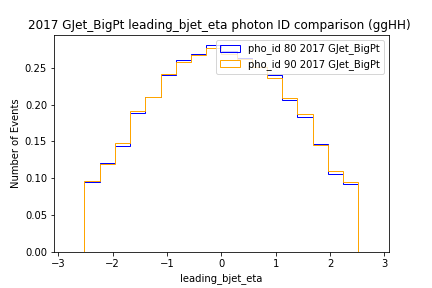 2017 GJet_BigPt leading_bjet_eta photon ID comparison (ggHH)
pho_id 80 2017 GJet_BigPt
pho_id 90 2017 GJet_BigPt
Number of Events
0.25
0.20
0.15
0.10
0.05
0.00
−3 −2 −1 0 1 2 3
leading_bjet_eta